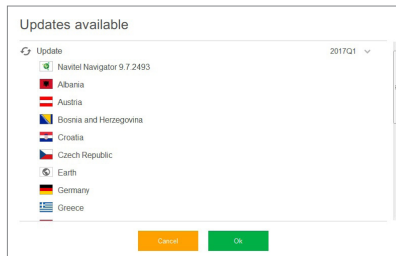 Updates available
Update 2017Q1
Navitel Navigator 9.7.2493
Albania
Austria
Bosnia and Herzegovina
Croatia
Czech Republic
Earth
Germany
Greece
Cancel Ok